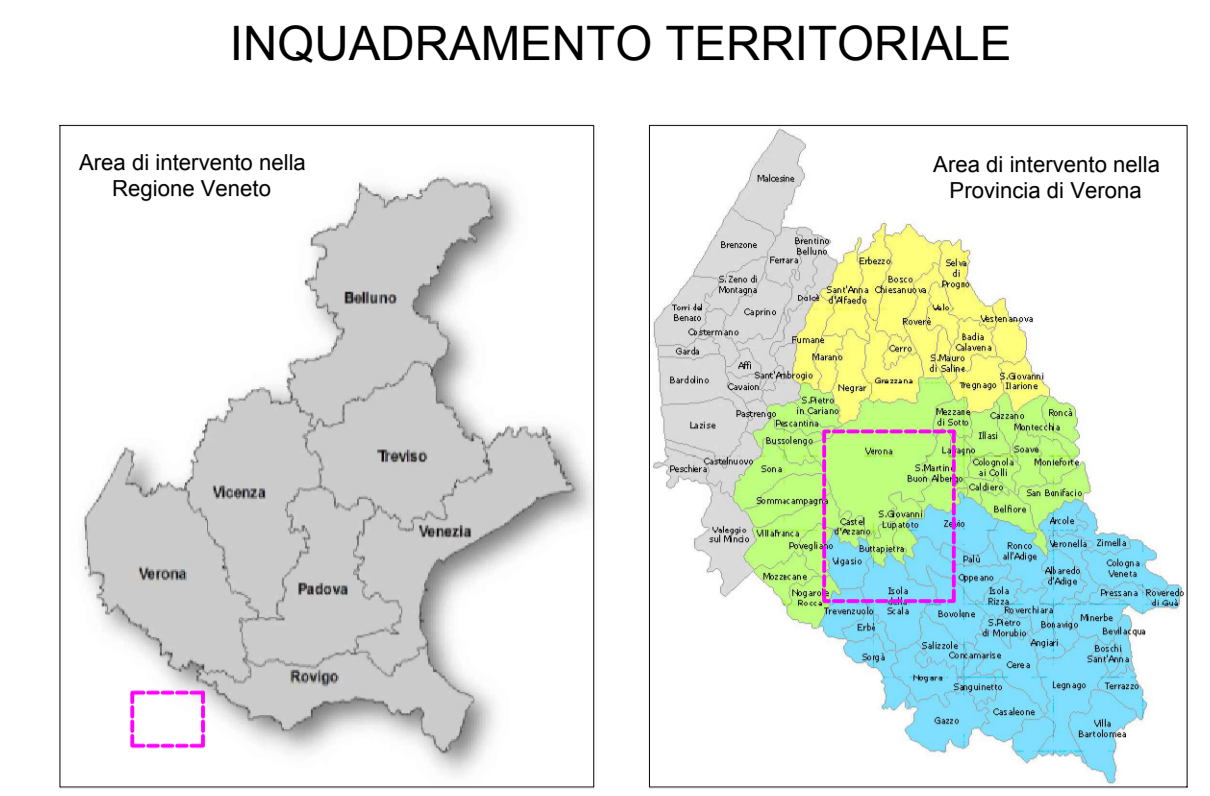 INQUADRAMENTO TERRITORIALE
Area di intervento nella
Regione Veneto
Belluno
Treviso
Vicenza
Venezia
Verona
Padova
Rovigo
Area di intervento nella
Provincia di Verona
Malcesine
Brenzone
Brentino
Belluno
Ferrara
S.Zeno di
Montagna
Dolcè
Torri del
Benaco
Caprino
Costermano
Garda
Affi
Bardolino
Cavaion
Sant'Ambrogio
Pastrengo
Lazise
Peschiera
Castelnuovo
Valeggio
sul Mincio
Erbezzo
Bosco
Chiesanuova
Selva
di
Progno
Sant'Anna
d'Alfaedo
Velo
Roverè
Vestenanova
Fumane
Marano
Cerro
Badia
Calavena
S.Mauro
di Saline
Negrar
Grezzana
Tregnago
S.Giovanni
Ilarione
S.Pietro
in Cariano
Pescantina
Mezzane
di Sotto
Cazzano
Roncà
Montecchia
Illasi
Bussolengo
Verona
Lavagno
Soave
Sona
S.Martino
Buon Albergo
Colognola
ai Colli
Monteforte
Caldiero
San Bonifacio
Sommacampagna
Belfiore
Castel
d'Azzano
S.Giovanni
Lupatoto
Zevio
Arcole
Villafranca
Povegliano
Buttapietra
Vigasio
Ronco
all'Adige
Veronella
Zimella
Palù
Albaredo
d'Adige
Cologna
Veneta
Mozzecane
Nogarole
Rocca
Oppeano
Isola
della
Scala
Isola
Rizza
Pressana
Roveredo
di Guà
Trevenzuolo
Bovolone
Roverchiara
Erbè
S.Pietro
di Morubio
Bonavigo
Minerbe
Bevilacqua
Salizzole
Concamarise
Angiari
Boschi
Sant'Anna
Sorgà
Cerea
Nogara
Sanguinetto
Legnago
Terrazzo
Casaleone
Gazzo
Villa
Bartolomea